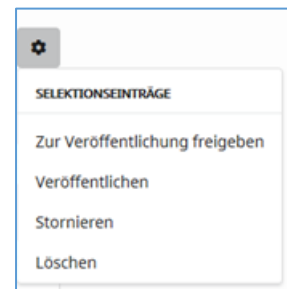 SELEKTIONSEINTRÄGE
Zur Veröffentlichung freigeben
Veröffentlichen
Stornieren
Löschen